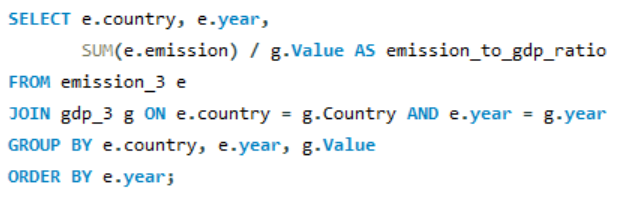 SELECT e.country, e.year,
SUM(e.emission) / g.Value AS emission_to_gdp_ratio
FROM emission_3 e
JOIN gdp_3 g ON e.country = g.Country AND e.year = g.year
GROUP BY e.country, e.year, g.Value
ORDER BY e.year;